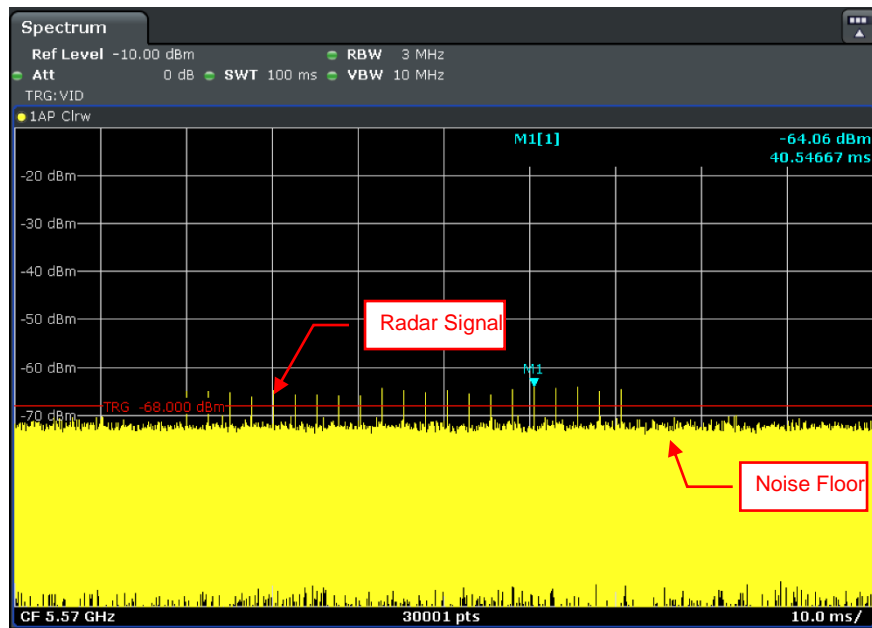 Spectrum
Ref Level -10.00 dBm RBW 3 MHz
Att 0 dB SWT 100 ms VBW 10 MHz
TRG:VID
1AP Clrw
M1[1] -64.06 dBm
40.54667 ms
-20 dBm
-30 dBm
-40 dBm
-50 dBm
Radar Signal
-60 dBm
M1
TRG -68.000 dBm
-70 dBm
Noise Floor
CF 5.57 GHz 30001 pts 10.0 ms/